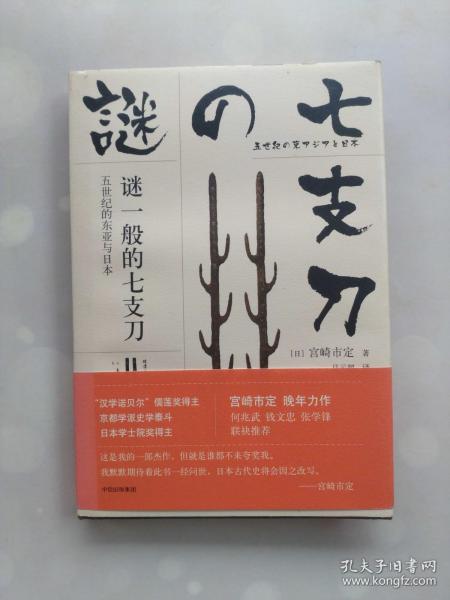 七支刀
の
謎
五世紀の東アジアと日本
谜一般的七支刀
五世纪的东亚与日本
[日] 宫崎市定 著
译
“汉学诺贝尔”儒莲奖得主
京都学派史学泰斗
日本学士院奖得主
宫崎市定 晚年力作
何兆武 钱文忠 张学锋
联袂推荐
这是我的一部杰作，但就是谁都不来夸奖我。
我默默期待着此书一经问世，日本古代史将会因之改写。
——宫崎市定
中信出版集团
孔夫子旧书网
www.kongfz.com